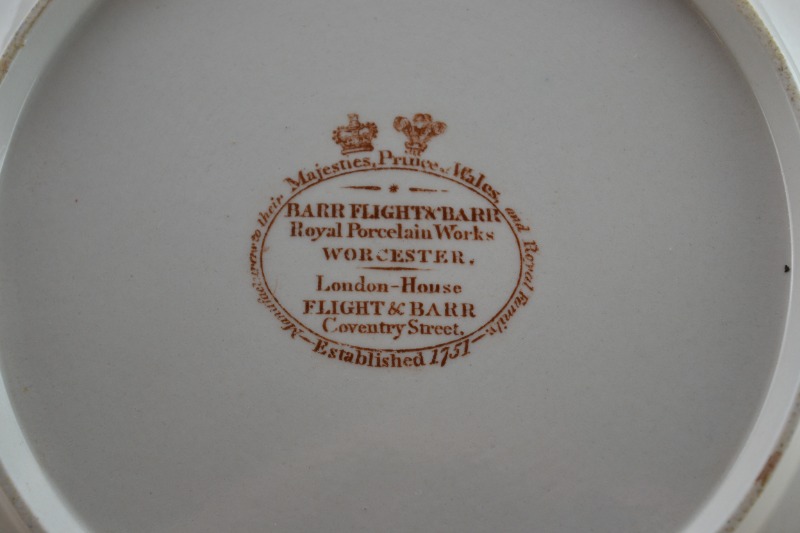 Manufacturers to their Majesties, Prince of Wales, and Royal Family.
BARR FLIGHT & BARR
Royal Porcelain Works
WORCESTER.
London-House
FLIGHT & BARR
Coventry Street.
Established 1751